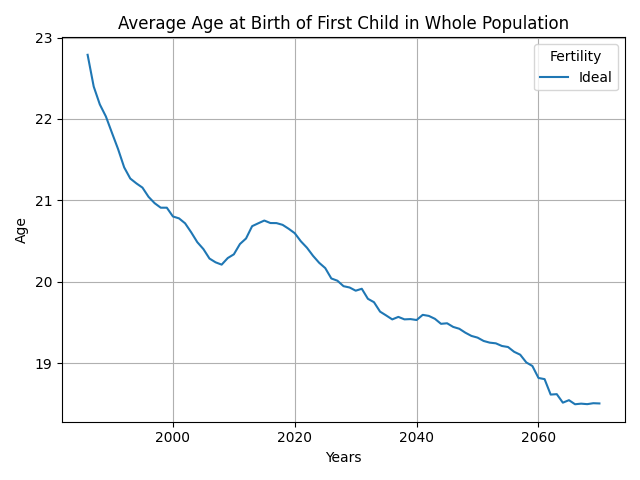 Average Age at Birth of First Child in Whole Population
23
22
21
20
19
Age
Fertility
Ideal
2000
2020
2040
2060
Years